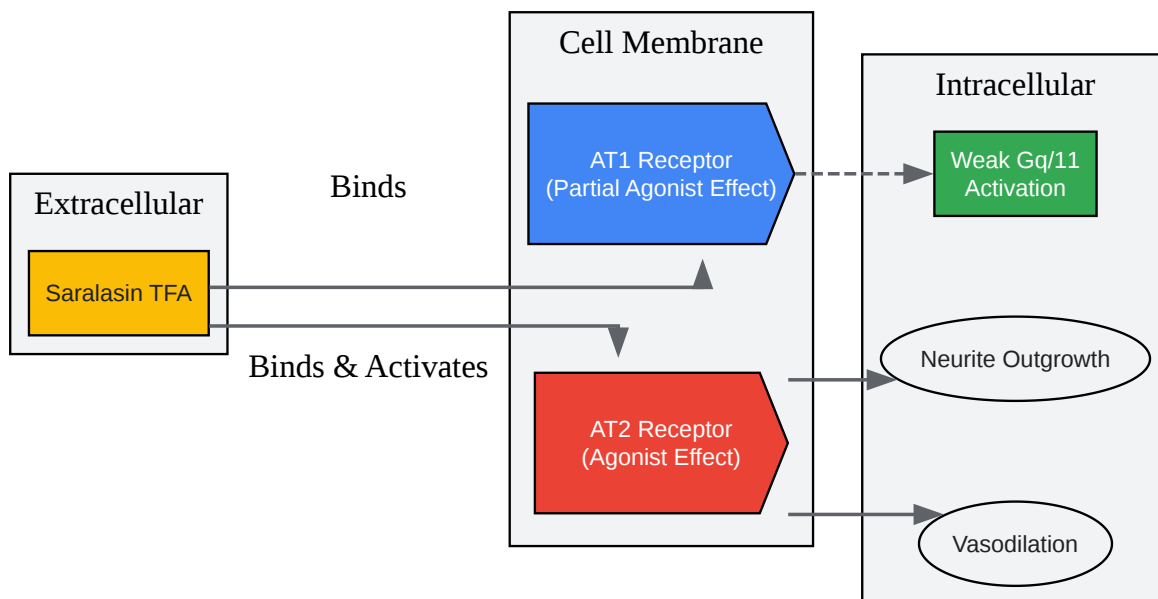 Extracellular
Saralasin TFA
Binds
Binds & Activates
Cell Membrane
AT1 Receptor
(Partial Agonist Effect)
AT2 Receptor
(Agonist Effect)
Intracellular
Weak Gq/11
Activation
Neurite Outgrowth
Vasodilation